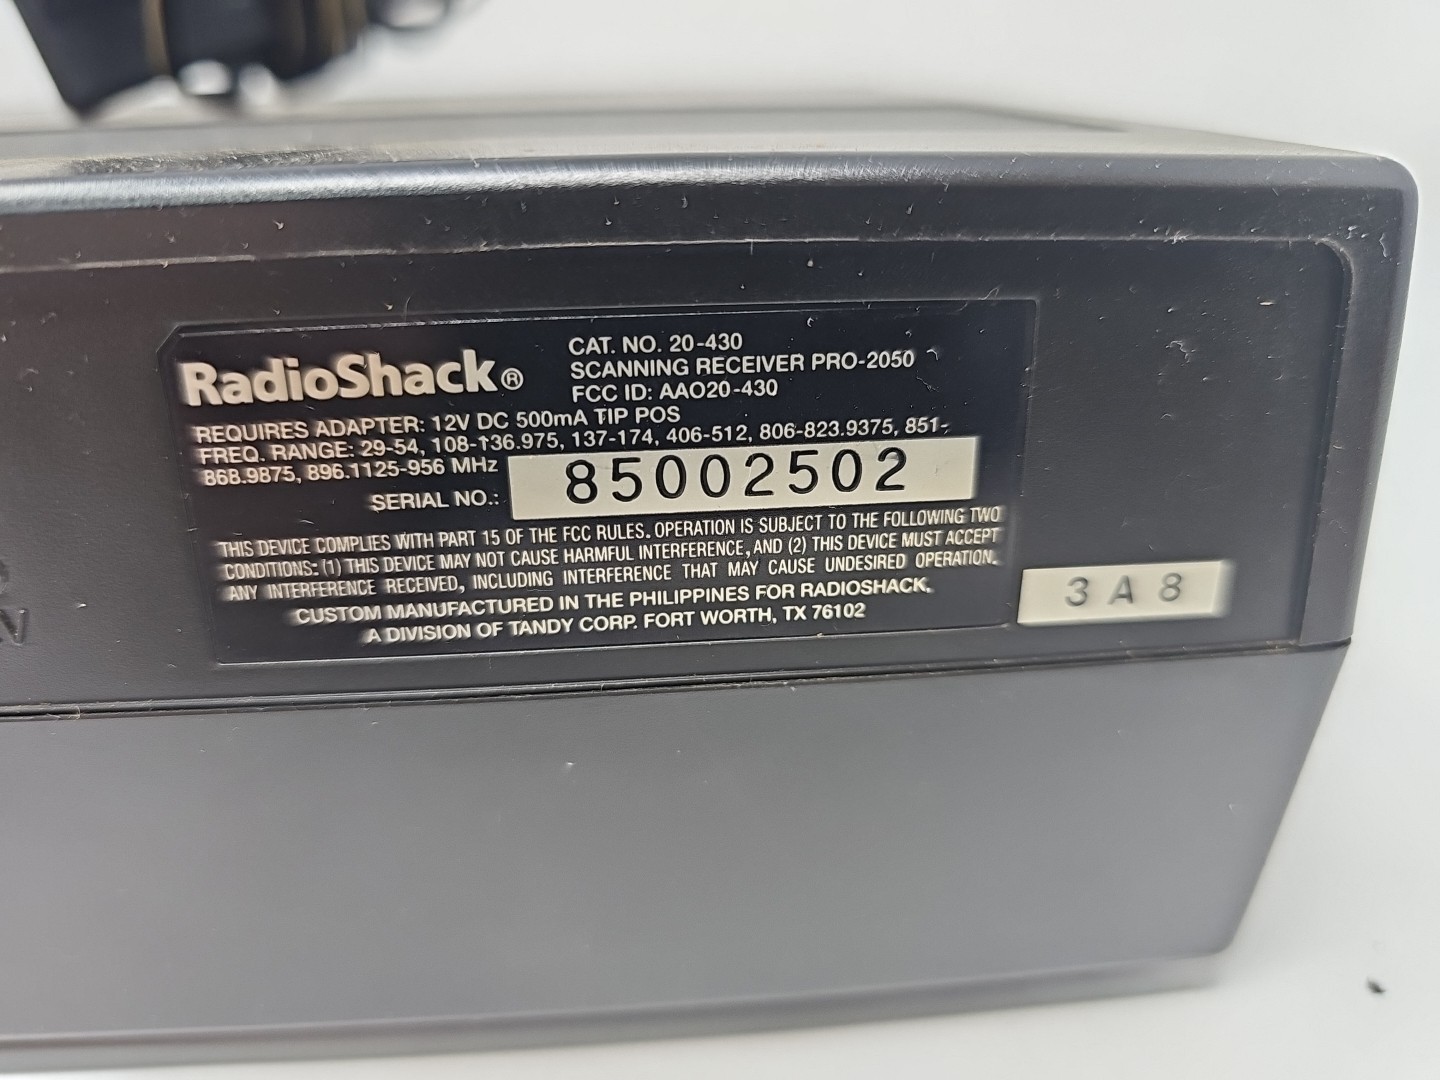 RadioShack®
CAT. NO. 20-430
SCANNING RECEIVER PRO-2050
FCC ID: AAO20-430
REQUIRES ADAPTER: 12V DC 500mA TIP POS
FREQ. RANGE: 29-54, 108-136.975, 137-174, 406-512, 806-823.9375, 851-
868.9875, 896.1125-956 MHz
SERIAL NO.: 85002502
THIS DEVICE COMPLIES WITH PART 15 OF THE FCC RULES. OPERATION IS SUBJECT TO THE FOLLOWING TWO
CONDITIONS: (1) THIS DEVICE MAY NOT CAUSE HARMFUL INTERFERENCE, AND (2) THIS DEVICE MUST ACCEPT
ANY INTERFERENCE RECEIVED, INCLUDING INTERFERENCE THAT MAY CAUSE UNDESIRED OPERATION.
CUSTOM MANUFACTURED IN THE PHILIPPINES FOR RADIOSHACK.
A DIVISION OF TANDY CORP. FORT WORTH, TX 76102
3A8